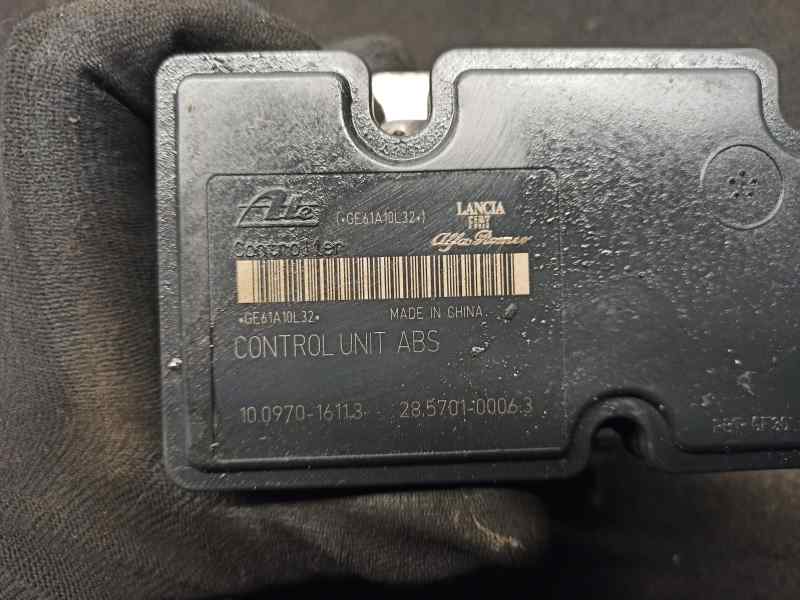 Ate (•GE61A10L32•) LANCIA
FIAT
Controller Alfa Romeo
•GE61A10L32• MADE IN CHINA
CONTROL UNIT ABS
10.0970-1611.3 28.5701-0006.3